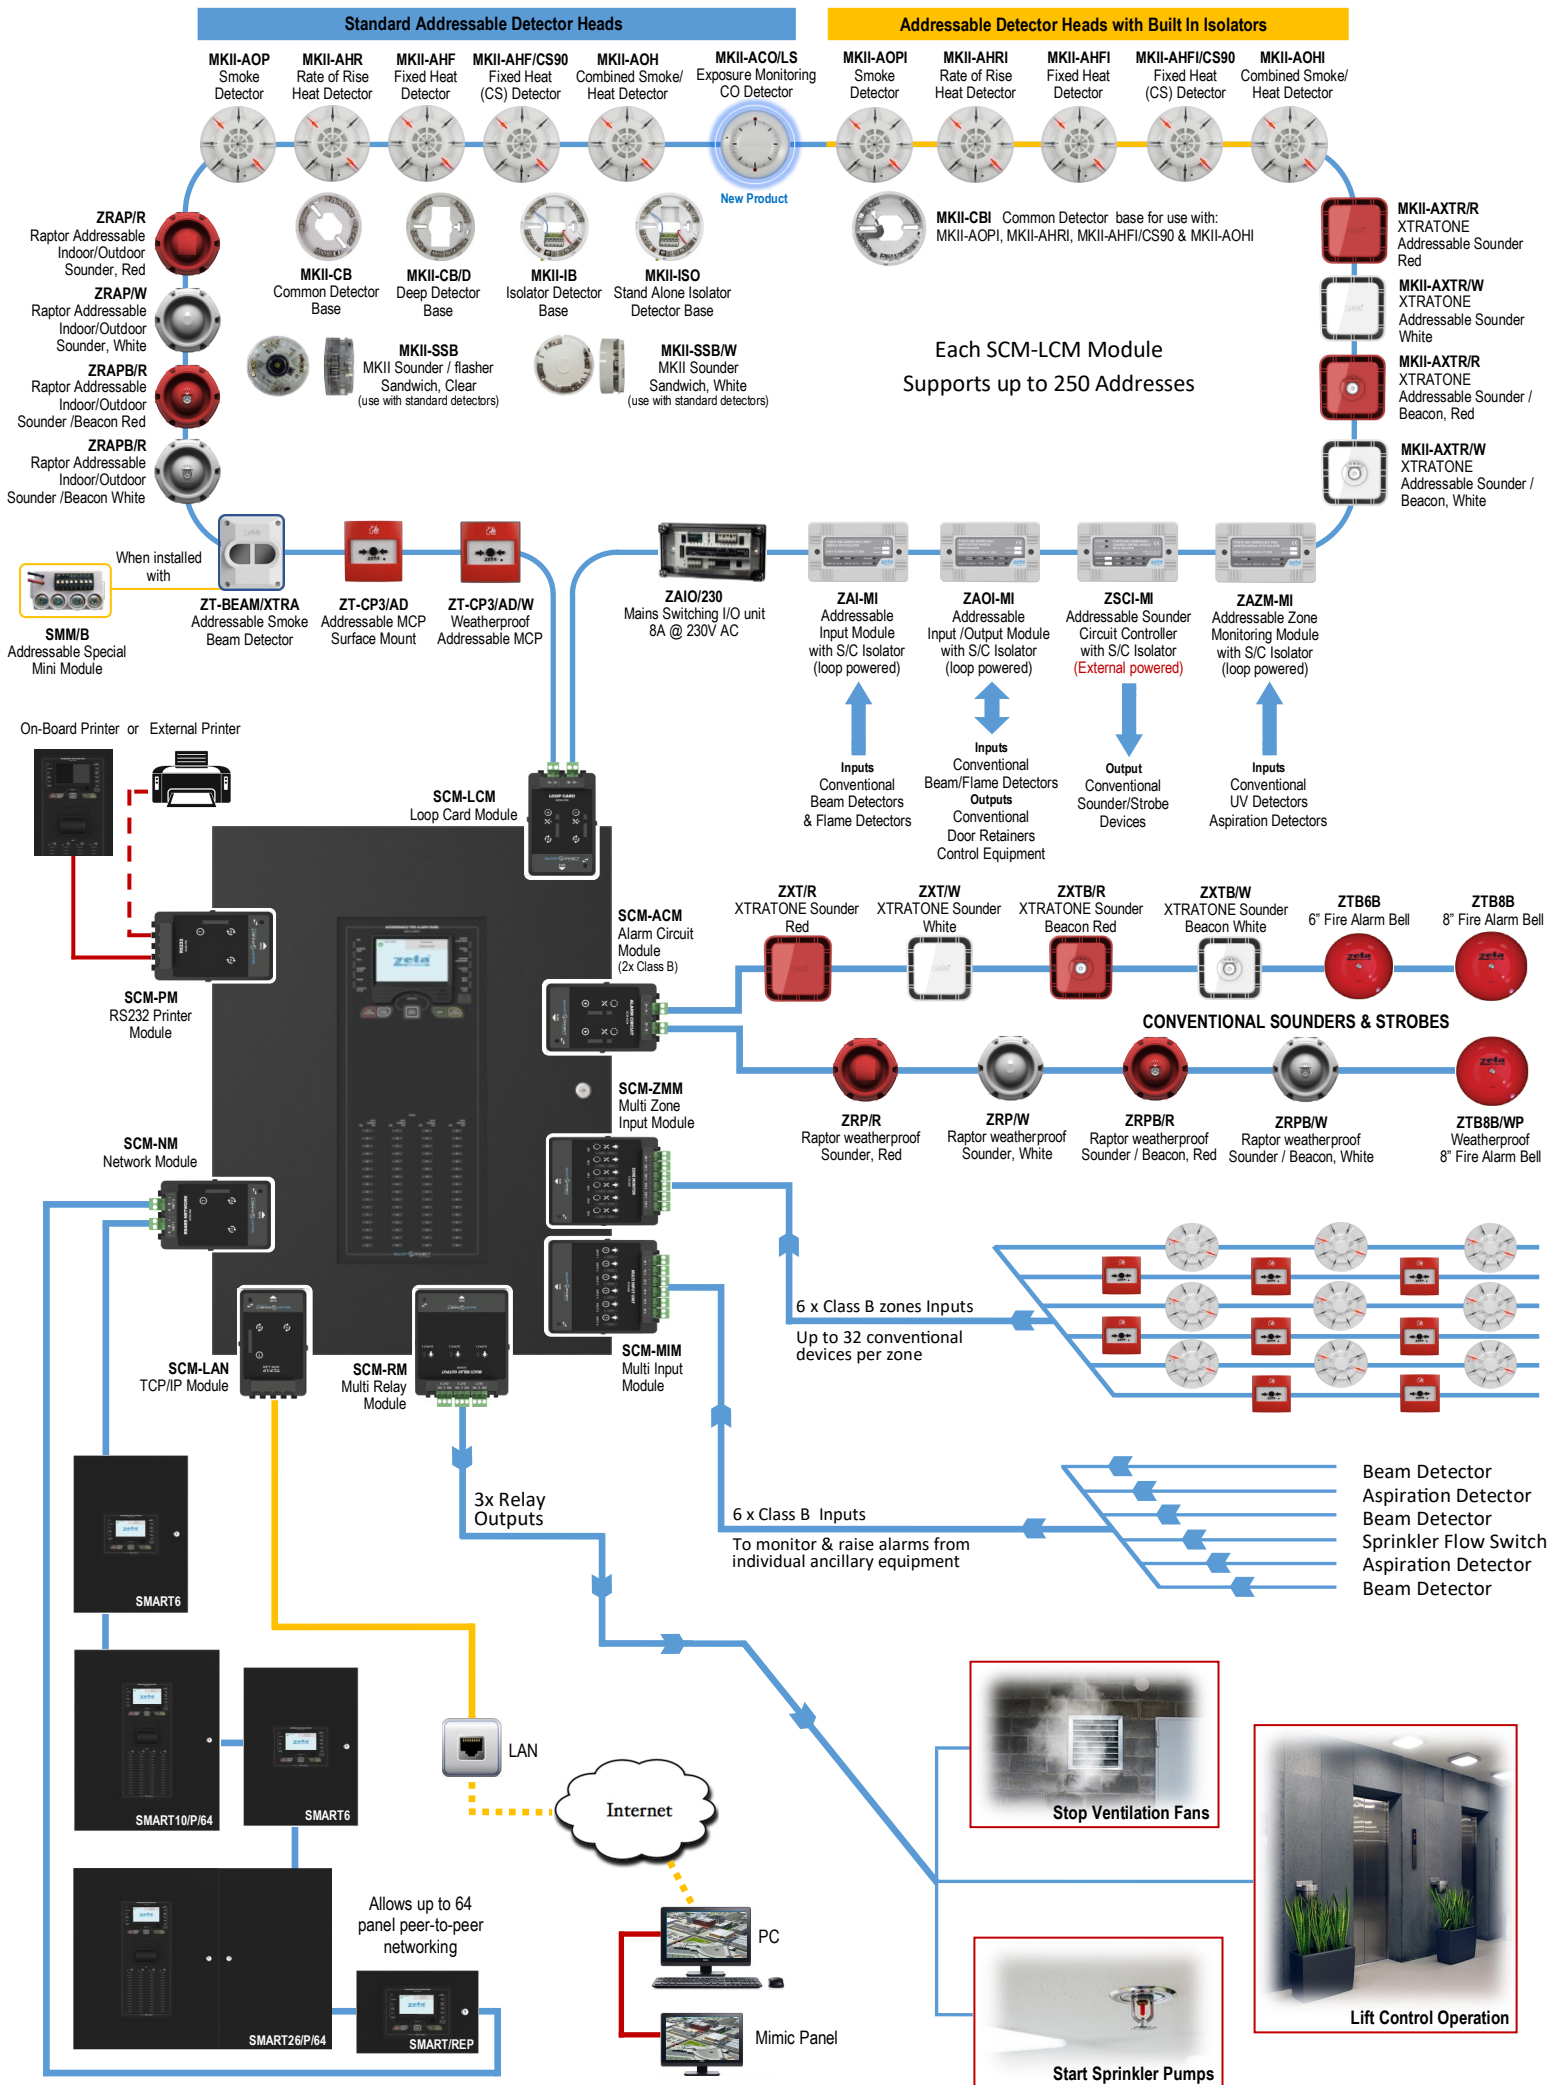 Standard Addressable Detector Heads
Addressable Detector Heads with Built In Isolators
MKII-AOP
Smoke
Detector
MKII-AHR
Rate of Rise
Heat Detector
MKII-AHF
Fixed Heat
Detector
MKII-AHF/CS90
Fixed Heat
(CS) Detector
MKII-AOH
Combined Smoke/
Heat Detector
MKII-ACO/LS
Exposure Monitoring
CO Detector
New Product
MKII-AOPI
Smoke
Detector
MKII-AHRI
Rate of Rise
Heat Detector
MKII-AHFI
Fixed Heat
Detector
MKII-AHFI/CS90
Fixed Heat
(CS) Detector
MKII-AOHI
Combined Smoke/
Heat Detector
ZRAP/R
Raptor Addressable
Indoor/Outdoor
Sounder, Red
ZRAP/W
Raptor Addressable
Indoor/Outdoor
Sounder, White
ZRAPB/R
Raptor Addressable
Indoor/Outdoor
Sounder /Beacon Red
ZRAPB/R
Raptor Addressable
Indoor/Outdoor
Sounder /Beacon White
MKII-CB
Common Detector
Base
MKII-CB/D
Deep Detector
Base
MKII-IB
Isolator Detector
Base
MKII-ISO
Stand Alone Isolator
Detector Base
MKII-SSB
MKII Sounder / flasher
Sandwich, Clear
(use with standard detectors)
MKII-SSB/W
MKII Sounder
Sandwich, White
(use with standard detectors)
MKII-CBI Common Detector base for use with:
MKII-AOPI, MKII-AHRI, MKII-AHFI/CS90 & MKII-AOHI
Each SCM-LCM Module
Supports up to 250 Addresses
MKII-AXTR/R
XTRATONE
Addressable Sounder
Red
MKII-AXTR/W
XTRATONE
Addressable Sounder
White
MKII-AXTR/R
XTRATONE
Addressable Sounder /
Beacon, Red
MKII-AXTR/W
XTRATONE
Addressable Sounder /
Beacon, White
When installed
with
SMM/B
Addressable Special
Mini Module
ZT-BEAM/XTRA
Addressable Smoke
Beam Detector
ZT-CP3/AD
Addressable MCP
Surface Mount
ZT-CP3/AD/W
Weatherproof
Addressable MCP
ZAIO/230
Mains Switching I/O unit
8A @ 230V AC
ZAI-MI
Addressable
Input Module
with S/C Isolator
(loop powered)
ZAOI-MI
Addressable
Input /Output Module
with S/C Isolator
(loop powered)
ZSCI-MI
Addressable Sounder
Circuit Controller
with S/C Isolator
(External powered)
ZAZM-MI
Addressable Zone
Monitoring Module
with S/C Isolator
(loop powered)
Inputs
Conventional
Beam Detectors
& Flame Detectors
Inputs
Conventional
Beam/Flame Detectors
Outputs
Conventional
Door Retainers
Control Equipment
Output
Conventional
Sounder/Strobe
Devices
Inputs
Conventional
UV Detectors
Aspiration Detectors
On-Board Printer or External Printer
SCM-LCM
Loop Card Module
LOOP CARD
SCM-PM
RS232 Printer
Module
RS232
SCM-ACM
Alarm Circuit
Module
(2x Class B)
ALARM CIRCUIT
zeta
ZXT/R
XTRATONE Sounder
Red
ZXT/W
XTRATONE Sounder
White
ZXTB/R
XTRATONE Sounder
Beacon Red
ZXTB/W
XTRATONE Sounder
Beacon White
ZTB6B
6" Fire Alarm Bell
ZTB8B
8" Fire Alarm Bell
CONVENTIONAL SOUNDERS & STROBES
ZRP/R
Raptor weatherproof
Sounder, Red
ZRP/W
Raptor weatherproof
Sounder, White
ZRPB/R
Raptor weatherproof
Sounder / Beacon, Red
ZRPB/W
Raptor weatherproof
Sounder / Beacon, White
ZTB8B/WP
Weatherproof
8" Fire Alarm Bell
SCM-ZMM
Multi Zone
Input Module
ZONE MONITOR
SCM-NM
Network Module
RS485 NETWORK
SCM-MIM
Multi Input
Module
MULTI INPUT UNIT
SCM-LAN
TCP/IP Module
TCP/IP
SCM-RM
Multi Relay
Module
MULTI RELAY OUTPUT
6 x Class B zones Inputs
Up to 32 conventional
devices per zone
3x Relay
Outputs
6 x Class B Inputs
To monitor & raise alarms from
individual ancillary equipment
Beam Detector
Aspiration Detector
Beam Detector
Sprinkler Flow Switch
Aspiration Detector
Beam Detector
SMART6
SMART10/P/64
SMART6
SMART26/P/64
SMART/REP
Allows up to 64
panel peer-to-peer
networking
LAN
Internet
PC
Mimic Panel
Stop Ventilation Fans
Lift Control Operation
Start Sprinkler Pumps